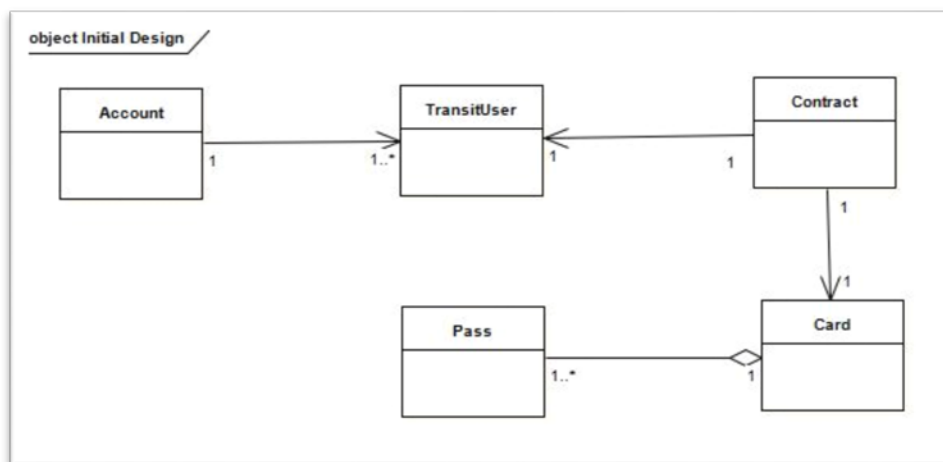 object Initial Design
Account
TransitUser
Contract
1
1..*
1
1
1
1
Pass
Card
1..*
1